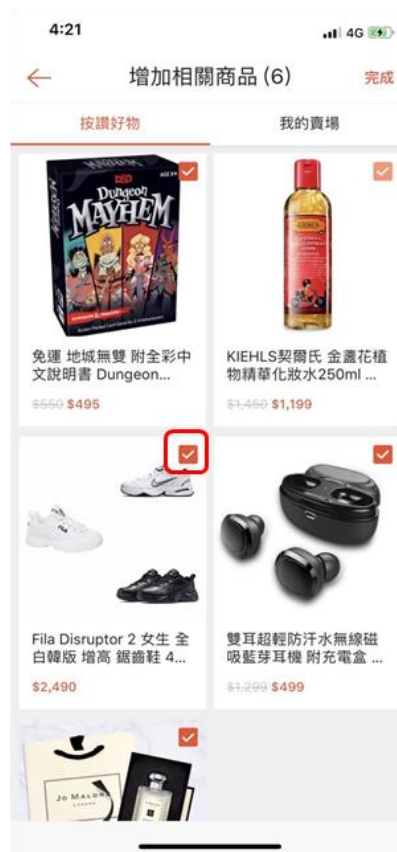 4:21
4G
增加相關商品 (6)
完成
按讚好物
我的賣場
D&D
Dungeon
MAYHEM
免運 地城無雙 附全彩中
文說明書 Dungeon...
$550 $495
KIEHL'S
KIEHLS契爾氏 金盞花植
物精華化妝水250ml ...
$1,450 $1,199
FILA
Fila Disruptor 2 女生 全
白韓版 增高 鋸齒鞋 4...
$2,490
雙耳超輕防汗水無線磁
吸藍芽耳機 附充電盒 ...
$1,299 $499
JO MALONE
LONDON